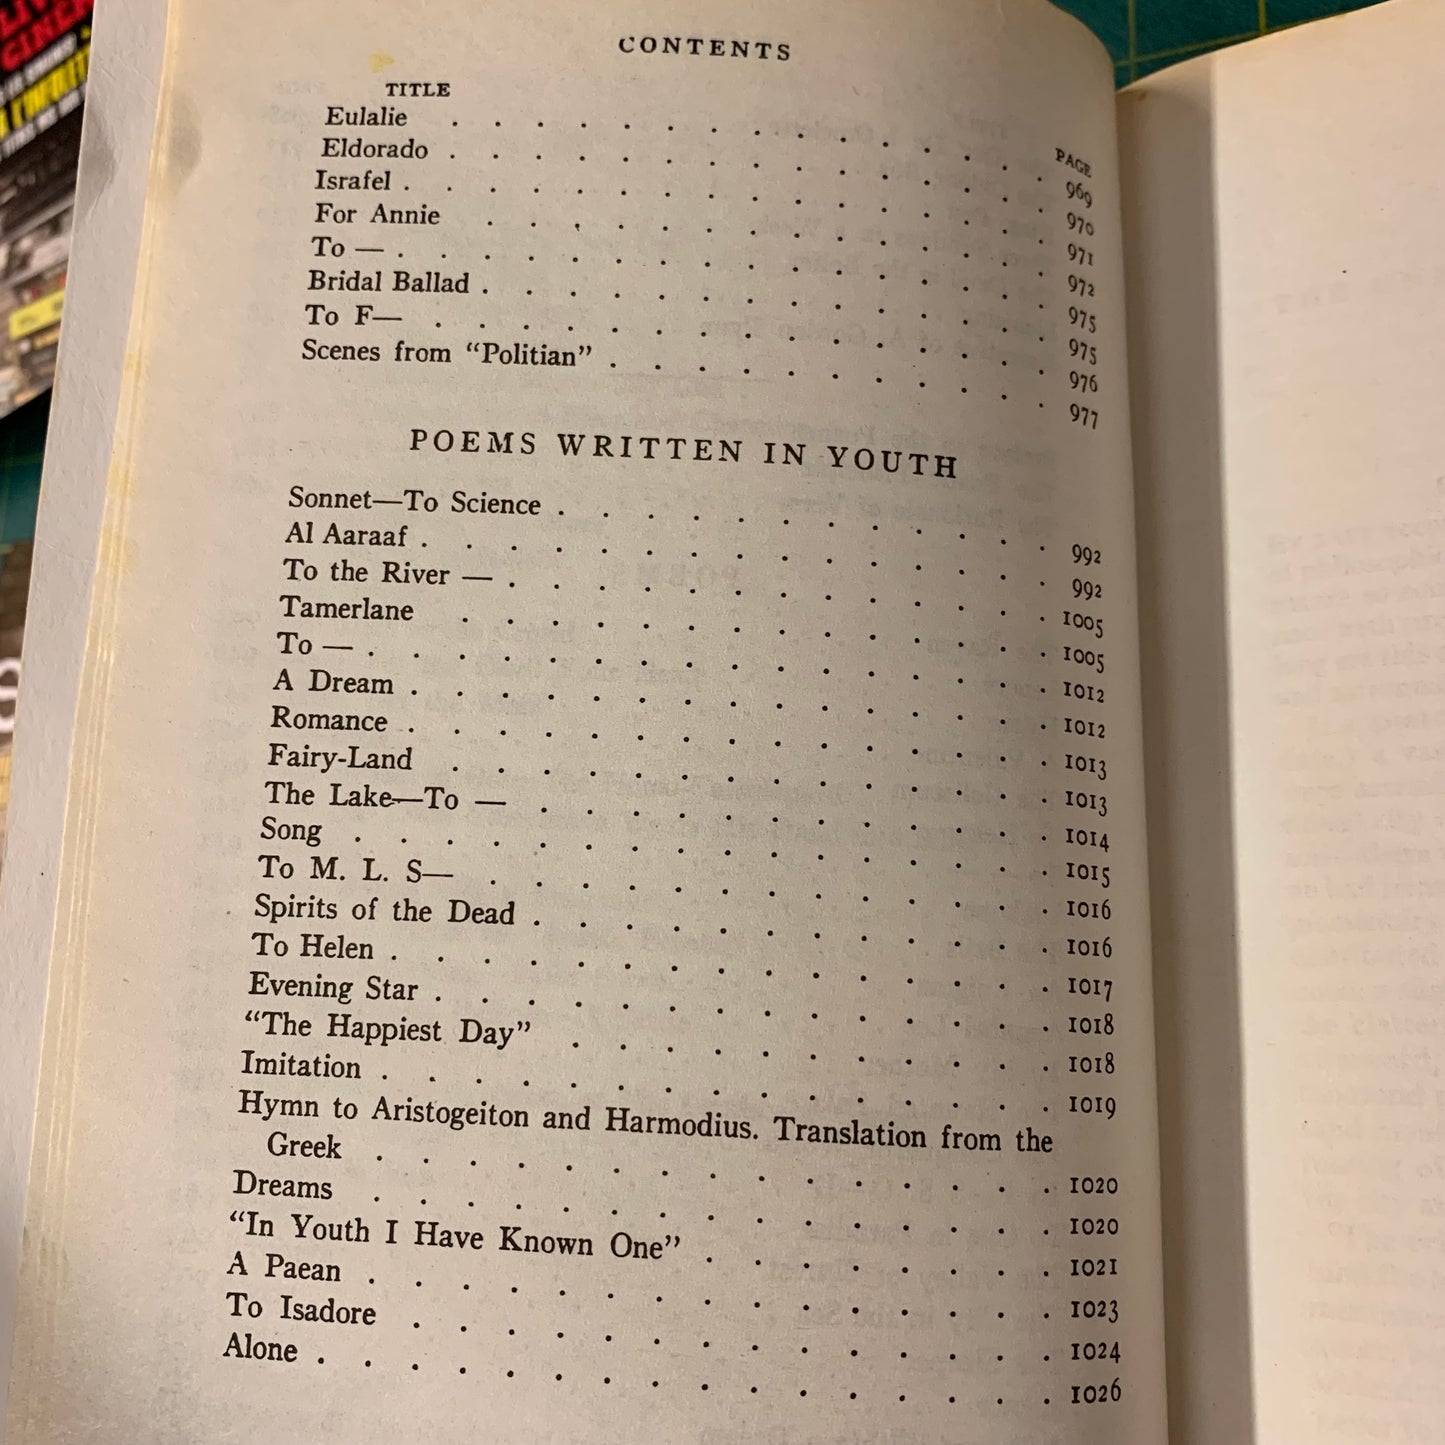 CONTENTS
TITLE PAGE
Eulalie . . . . . . . . . . . . . . 969
Eldorado . . . . . . . . . . . . . . 970
Israfel . . . . . . . . . . . . . . 971
For Annie . . . . . . . . . . . . . . 972
To — . . . . . . . . . . . . . . 975
Bridal Ballad . . . . . . . . . . . . . . 975
To F— . . . . . . . . . . . . . . 976
Scenes from “Politian” . . . . . . . . . . . 977
POEMS WRITTEN IN YOUTH
Sonnet—To Science . . . . . . . . . . . . 992
Al Aaraaf . . . . . . . . . . . . . . 992
To the River — . . . . . . . . . . . . . 1005
Tamerlane . . . . . . . . . . . . . . 1005
To — . . . . . . . . . . . . . . . 1012
A Dream . . . . . . . . . . . . . . 1012
Romance . . . . . . . . . . . . . . 1013
Fairy-Land . . . . . . . . . . . . . . 1013
The Lake—To — . . . . . . . . . . . . 1014
Song . . . . . . . . . . . . . . . 1015
To M. L. S— . . . . . . . . . . . . . 1016
Spirits of the Dead . . . . . . . . . . . . 1016
To Helen . . . . . . . . . . . . . . 1017
Evening Star . . . . . . . . . . . . . . 1018
“The Happiest Day” . . . . . . . . . . . 1018
Imitation . . . . . . . . . . . . . . 1019
Hymn to Aristogeiton and Harmodius. Translation from the
Greek . . . . . . . . . . . . . . . 1020
Dreams . . . . . . . . . . . . . . . 1020
“In Youth I Have Known One” . . . . . . . . 1021
A Paean . . . . . . . . . . . . . . . 1023
To Isadore . . . . . . . . . . . . . . 1024
Alone . . . . . . . . . . . . . . . . 1026